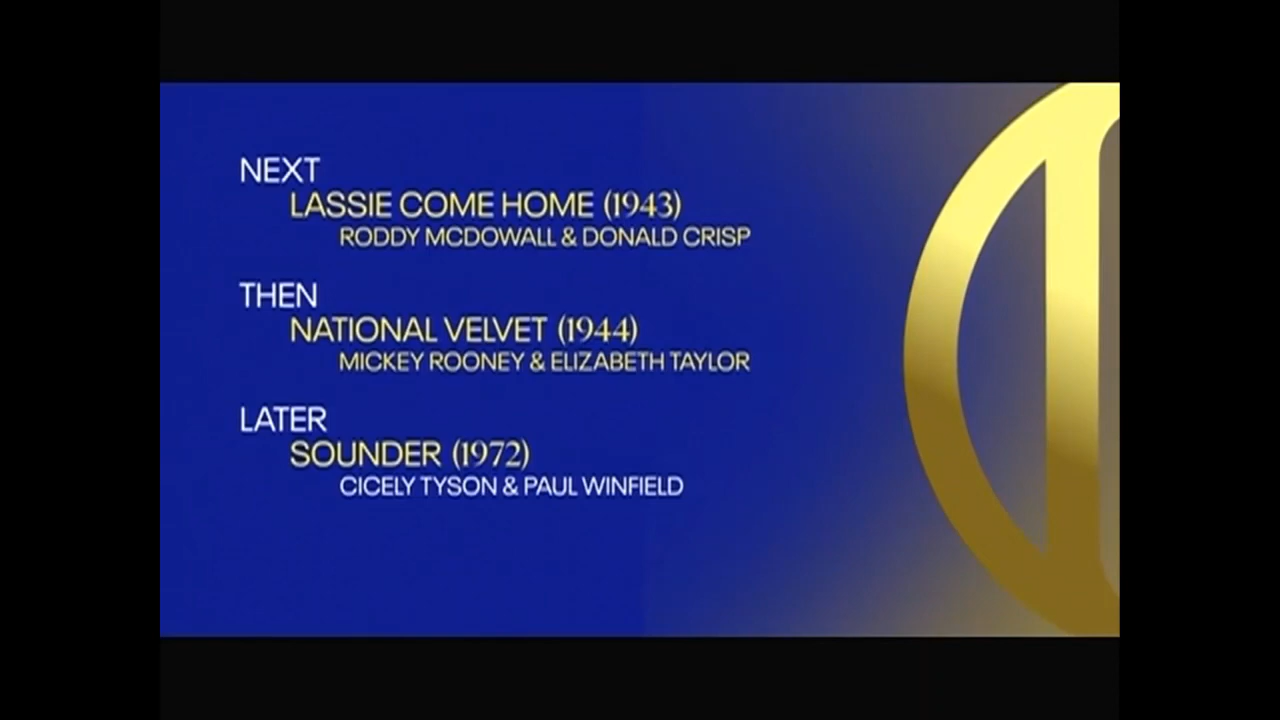 NEXT
LASSIE COME HOME (1943)
RODDY MCDOWALL & DONALD CRISP
THEN
NATIONAL VELVET (1944)
MICKEY ROONEY & ELIZABETH TAYLOR
LATER
SOUNDER (1972)
CICELY TYSON & PAUL WINFIELD